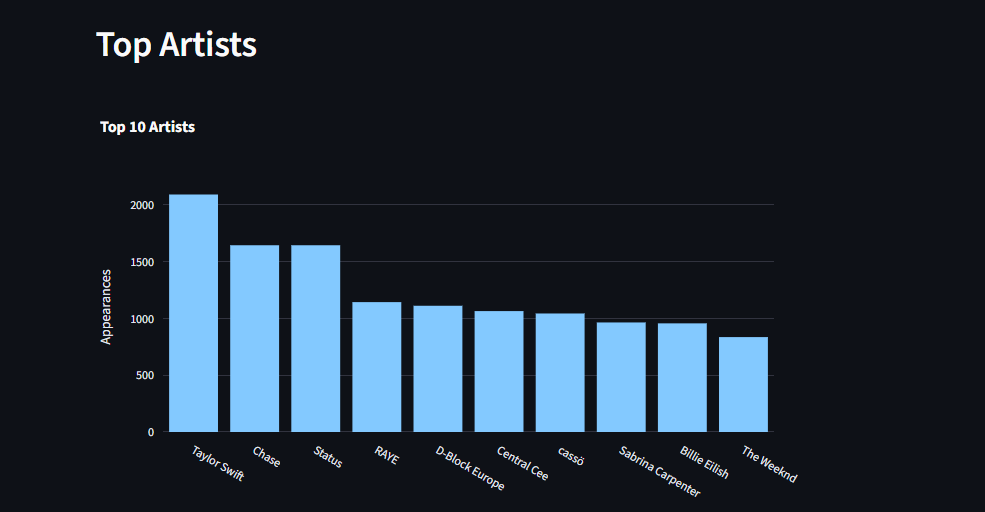 Top Artists
Top 10 Artists
2000
1500
1000
500
0
Appearances
Taylor Swift
Chase
Status
RAYE
D-Block Europe
Central Cee
cassö
Sabrina Carpenter
Billie Eilish
The Weeknd